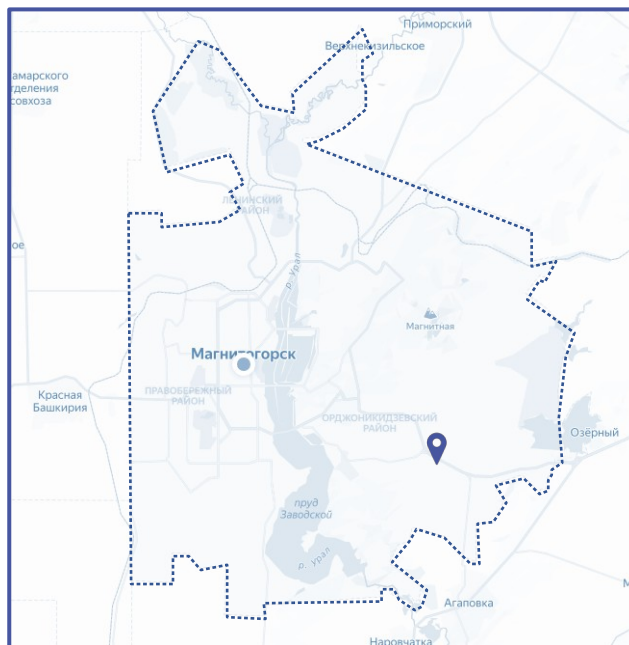 Приморский
Верхнекизильское
амарского
тделения
совхоза
ЛЕНИНСКИЙ
РАЙОН
ое
р. Урал
Магнитная
Магнитогорск
ПРАВОБЕРЕЖНЫЙ
РАЙОН
Красная
Башкирия
ОРДЖОНИКИДЗЕВСКИЙ
РАЙОН
Озёрный
пруд
Заводской
р. Урал
М
Агаповка
Наровчатка